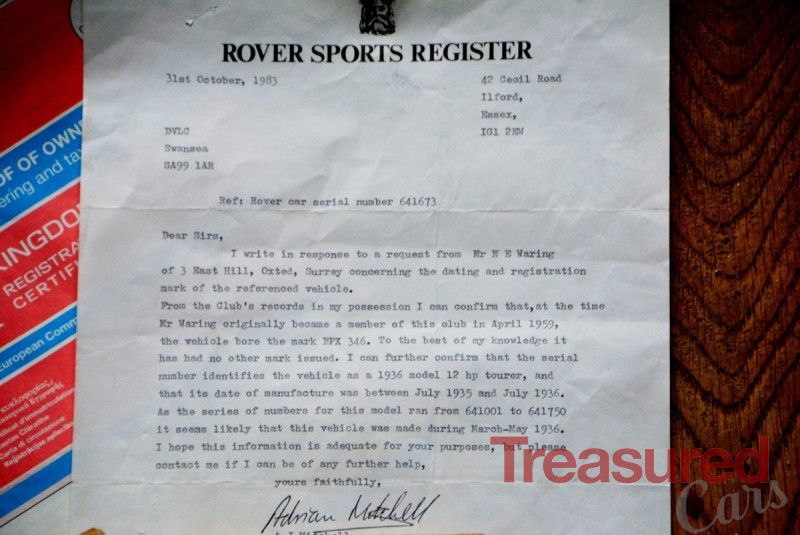 ROVER SPORTS REGISTER
31st October, 1983
42 Cecil Road
Ilford,
Essex,
IG1 2EW
DVLC
Swansea
SA99 1AR
Ref: Rover car serial number 641673
Dear Sirs,
I write in response to a request from Mr N E Waring
of 3 East Hill, Oxted, Surrey concerning the dating and registration
mark of the referenced vehicle.
From the Club's records in my possession I can confirm that, at the time
Mr Waring originally became a member of this club in April 1959,
the vehicle bore the mark BPX 346. To the best of my knowledge it
has had no other mark issued. I can further confirm that the serial
number identifies the vehicle as a 1936 model 12 hp tourer, and
that its date of manufacture was between July 1935 and July 1936.
As the series of numbers for this model ran from 641001 to 641750
it seems likely that this vehicle was made during March-May 1936.
I hope this information is adequate for your purposes, but please
contact me if I can be of any further help,
yours faithfully,
Adrian Mitchell
OF OF OWN
ering and ta
KINGDO
REGISTRA
CERTIF
European Comm
Carta di circolazione
Treasured
Cars